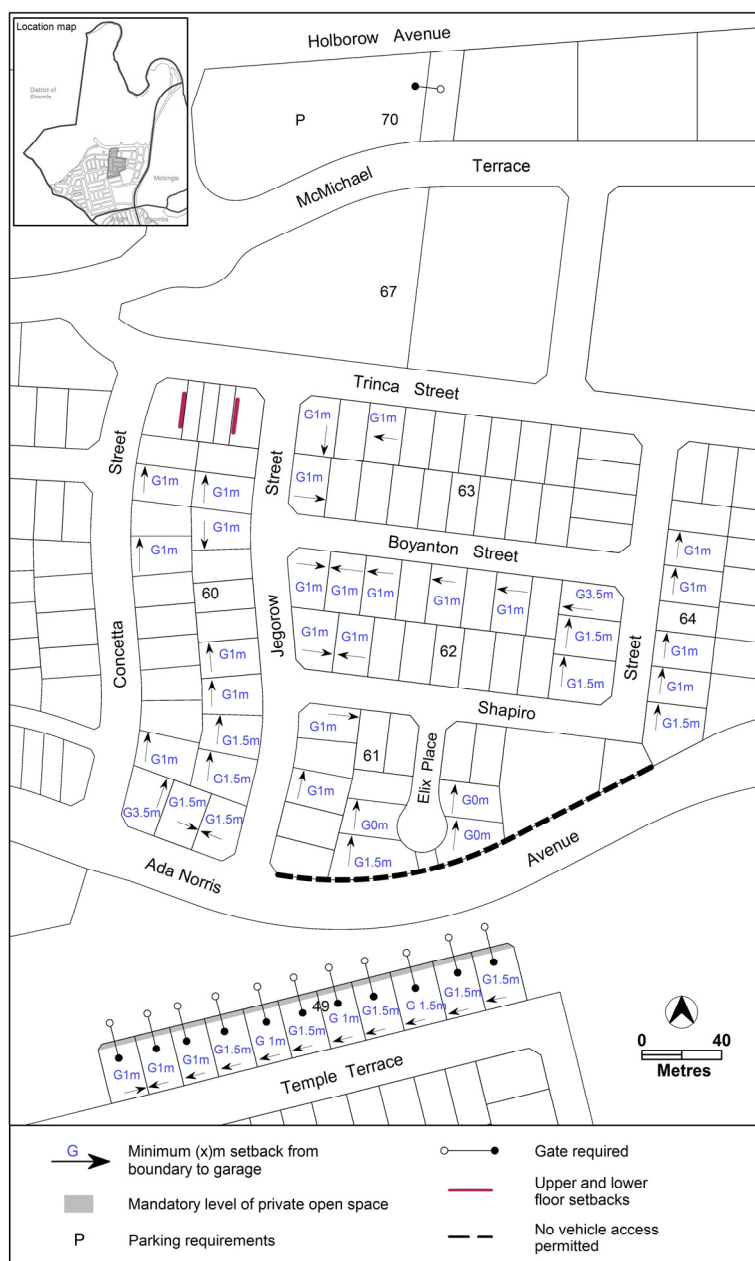 Location map
District of
Molonglo
Coombs
Holborow Avenue
P
70
McMichael
Terrace
67
Trinca Street
G1m
G1m
Street
Street
G1m
G1m
G1m
63
G1m
G1m
G1m
Boyanton Street
G1m
G1m
G1m
G1m
G1m
G3.5m
60
64
G1m
G1m
G1m
Jegorow
62
G1.5m
Street
G1m
Concetta
G1m
G1m
G1.5m
G1m
Shapiro
G1.5m
G1m
G1.5m
61
Elix Place
G1m
G1.5m
G1m
G0m
G3.5m
G1.5m
G1.5m
G0m
G0m
G1.5m
Avenue
Ada Norris
49
G1m
G1m
G1m
G1.5m
G 1m
G1.5m
G 1m
G1.5m
G 1.5m
G1.5m
G1.5m
Temple Terrace
0 40
Metres
G
Minimum (x)m setback from
boundary to garage
Gate required
Mandatory level of private open space
Upper and lower
floor setbacks
P
Parking requirements
No vehicle access
permitted